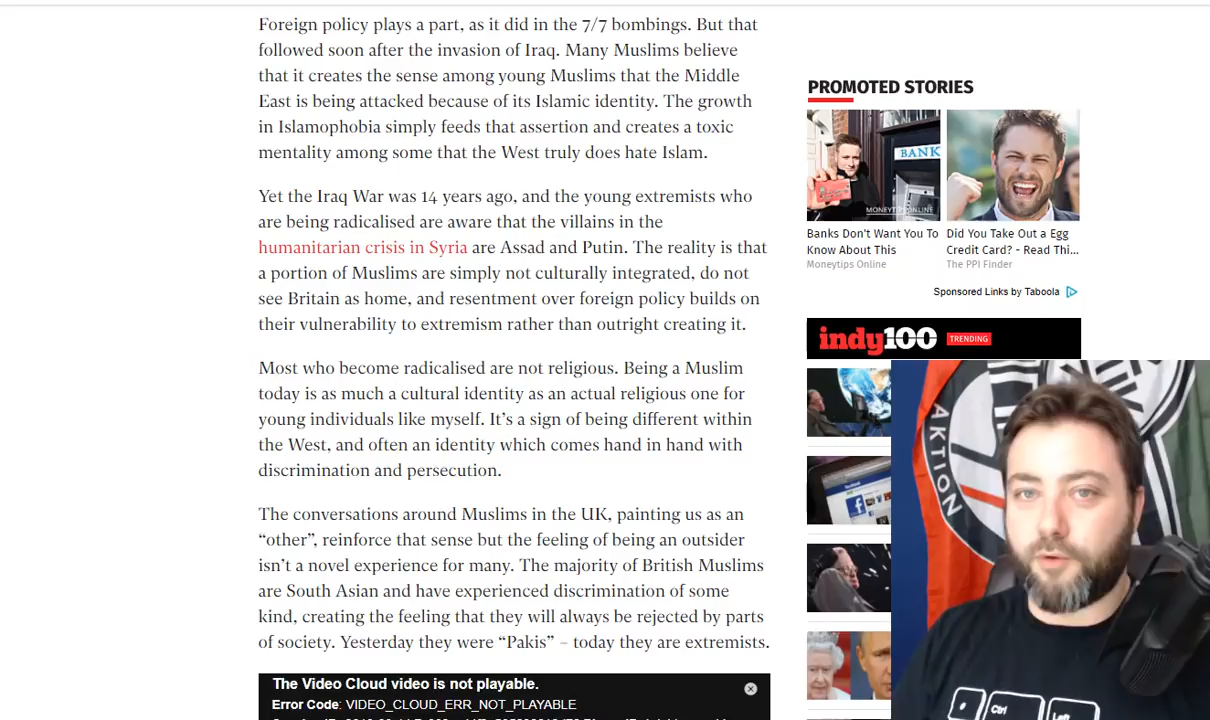 Foreign policy plays a part, as it did in the 7/7 bombings. But that
followed soon after the invasion of Iraq. Many Muslims believe
that it creates the sense among young Muslims that the Middle
East is being attacked because of its Islamic identity. The growth
in Islamophobia simply feeds that assertion and creates a toxic
mentality among some that the West truly does hate Islam.
Yet the Iraq War was 14 years ago, and the young extremists who
are being radicalised are aware that the villains in the
humanitarian crisis in Syria are Assad and Putin. The reality is that
a portion of Muslims are simply not culturally integrated, do not
see Britain as home, and resentment over foreign policy builds on
their vulnerability to extremism rather than outright creating it.
Most who become radicalised are not religious. Being a Muslim
today is as much a cultural identity as an actual religious one for
young individuals like myself. It's a sign of being different within
the West, and often an identity which comes hand in hand with
discrimination and persecution.
The conversations around Muslims in the UK, painting us as an
“other”, reinforce that sense but the feeling of being an outsider
isn't a novel experience for many. The majority of British Muslims
are South Asian and have experienced discrimination of some
kind, creating the feeling that they will always be rejected by parts
of society. Yesterday they were “Pakis” – today they are extremists.
The Video Cloud video is not playable.
Error Code: VIDEO_CLOUD_ERR_NOT_PLAYABLE
PROMOTED STORIES
BANK
MONEYTIPS ONLINE
Banks Don't Want You To
Know About This
Moneytips Online
Did You Take Out a Egg
Credit Card? - Read Thi...
The PPI Finder
Sponsored Links by Taboola
indy100 TRENDING
AKTION
Ctrl